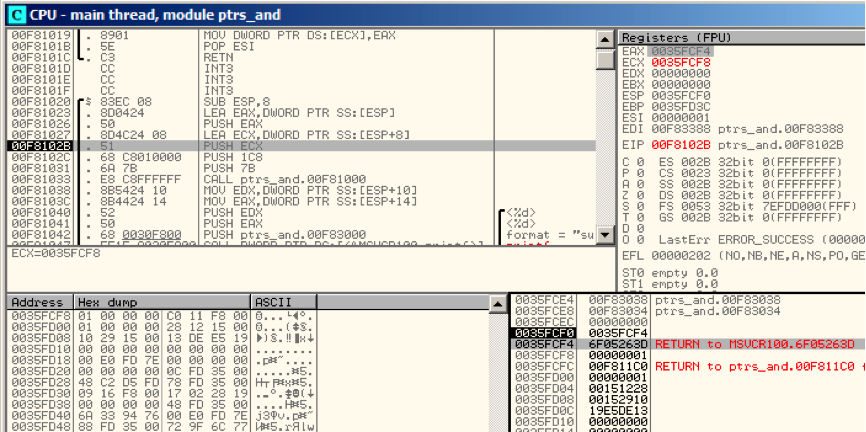 C CPU - main thread, module ptrs_and
00F81019 . 8901 MOV DWORD PTR DS:[ECX],EAX
00F8101B . 5E POP ESI
00F8101C . C3 RETN
00F8101D CC INT3
00F8101E CC INT3
00F8101F CC INT3
00F81020 $ 83EC 08 SUB ESP,8
00F81023 . 8D0424 LEA EAX,DWORD PTR SS:[ESP]
00F81026 . 50 PUSH EAX
00F81027 . 8D4C24 08 LEA ECX,DWORD PTR SS:[ESP+8]
00F8102B . 51 PUSH ECX
00F8102C . 68 C8010000 PUSH 1C8
00F81031 . 6A 7B PUSH 7B
00F81033 . E8 C8FFFFFF CALL ptrs_and.00F81000
00F81038 . 8B5424 10 MOV EDX,DWORD PTR SS:[ESP+10]
00F8103C . 8B4424 14 MOV EAX,DWORD PTR SS:[ESP+14]
00F81040 . 52 PUSH EDX <%d>
00F81041 . 50 PUSH EAX <%d>
00F81042 . 68 0030F800 PUSH ptrs_and.00F83000 format = "su
ECX=0035FCF8
Registers (FPU)
EAX 0035FCF4
ECX 0035FCF8
EDX 00000000
EBX 00000000
ESP 0035FCF0
EBP 0035FD3C
ESI 00000001
EDI 00F83388 ptrs_and.00F83388
EIP 00F8102B ptrs_and.00F8102B
C 0 ES 002B 32bit 0(FFFFFFFF)
P 0 CS 0023 32bit 0(FFFFFFFF)
A 0 SS 002B 32bit 0(FFFFFFFF)
Z 0 DS 002B 32bit 0(FFFFFFFF)
S 0 FS 0053 32bit 7EFDD000(FFF)
T 0 GS 002B 32bit 0(FFFFFFFF)
D 0
O 0 LastErr ERROR_SUCCESS (00000
EFL 00000202 (NO,NB,NE,A,NS,PO,GE
ST0 empty 0.0
ST1 empty 0.0
Address Hex dump ASCII
0035FCF8 01 00 00 00 C0 11 F8 00
0035FD00 01 00 00 00 28 12 15 00
0035FD08 10 29 15 00 13 DE E5 19
0035FD10 00 00 00 00 00 00 00 00
0035FD18 00 E0 FD 7E 00 00 00 00
0035FD20 00 00 00 00 0C FD 35 00
0035FD28 48 C2 D5 FD 78 FD 35 00
0035FD30 09 16 F8 00 17 02 28 19
0035FD38 00 00 00 00 48 FD 35 00
0035FD40 6A 33 94 76 00 E0 FD 7E
0035FD48 88 FD 35 00 72 9F 6C 77
0035FCE4 00F83038 ptrs_and.00F83038
0035FCE8 00F83034 ptrs_and.00F83034
0035FCEC 00000000
0035FCF0 0035FCF4
0035FCF4 6F05263D RETURN to MSVCR100.6F05263D
0035FCF8 00000001
0035FCFC 00F811C0 RETURN to ptrs_and.00F811C0 f
0035FD00 00000001
0035FD04 00151228
0035FD08 00152910
0035FD0C 19E5DE13
0035FD10 00000000